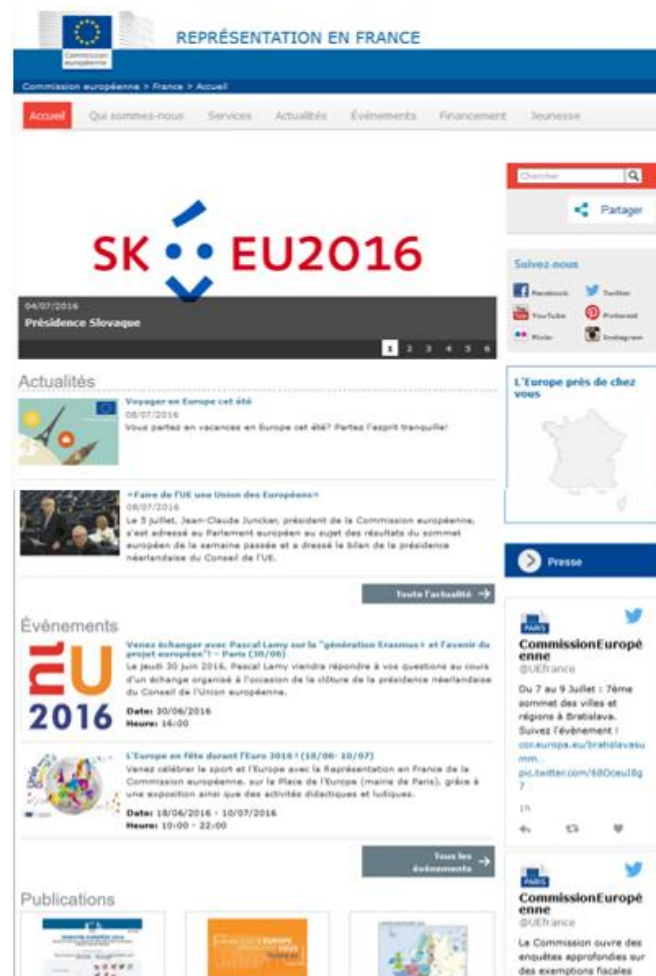 Commission
européenne
REPRÉSENTATION EN FRANCE
Commission européenne > France > Accueil
Accueil Qui sommes-nous Services Actualités Événements Financement Jeunesse
Chercher
Partager
SK EU2016
04/07/2016
Présidence Slovaque
1 2 3 4 5 6
Suivez-nous
Facebook Twitter
YouTube Pinterest
Flickr Instagram
L'Europe près de chez
vous
Actualités
Voyager en Europe cet été
08/07/2016
Vous partez en vacances en Europe cet été? Partez l'esprit tranquille!
«Faire de l'UE une Union des Européens»
08/07/2016
Le 5 juillet, Jean-Claude Juncker, président de la Commission européenne,
s'est adressé au Parlement européen au sujet des résultats du sommet
européen de la semaine passée et a dressé le bilan de la présidence
néerlandaise du Conseil de l'UE.
Toute l'actualité
Presse
Événements
2016
Venez échanger avec Pascal Lamy sur la "génération Erasmus+ et l'avenir du
projet européen"! – Paris (30/06)
Le jeudi 30 juin 2016, Pascal Lamy viendra répondre à vos questions au cours
d'un échange organisé à l'occasion de la clôture de la présidence néerlandaise
du Conseil de l'Union européenne.
Date: 30/06/2016
Heure: 16:00
L'Europe en fête durant l'Euro 2016 ! (18/06- 10/07)
Venez célébrer le sport et l'Europe avec la Représentation en France de la
Commission européenne, sur la Place de l'Europe (mairie de Paris), grâce à
une exposition ainsi que des activités didactiques et ludiques.
Date: 18/06/2016 - 10/07/2016
Heure: 10:00 - 22:00
Tous les
événements
PARIS
CommissionEuropé
enne
@UEfrance
Du 7 au 9 Juillet : 7ème
sommet des villes et
régions à Bratislava.
Suivez l'évènement !
cor.europa.eu/bratislavasu
mm...
1h
PARIS
CommissionEuropé
enne
@UEfrance
La Commission ouvre des
enquêtes approfondies sur
des exemptions fiscales
Publications